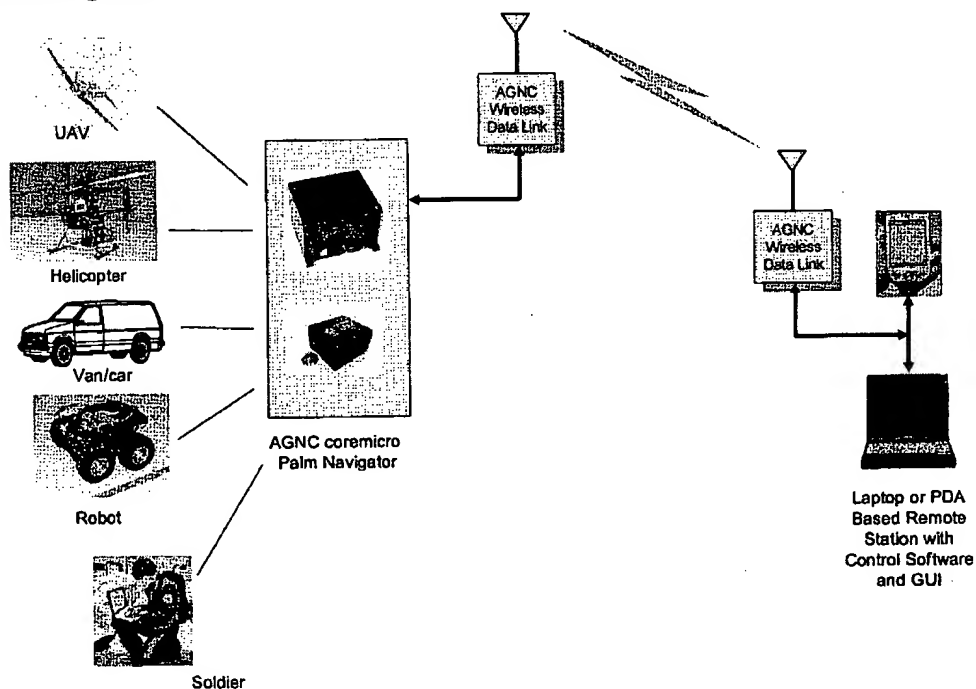 AGNC
Wireless
Data Link
UAV
AGNC
Wireless
Data Link
Helicopter
Van/car
AGNC coremicro
Palm Navigator
Robot
Laptop or PDA
Based Remote
Station with
Control Software
and GUI
Soldier